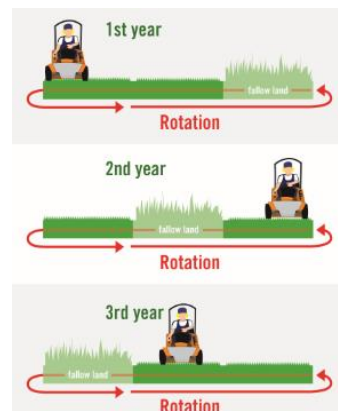 1st year
fallow land
Rotation
2nd year
fallow land
Rotation
3rd year
fallow land
Rotation